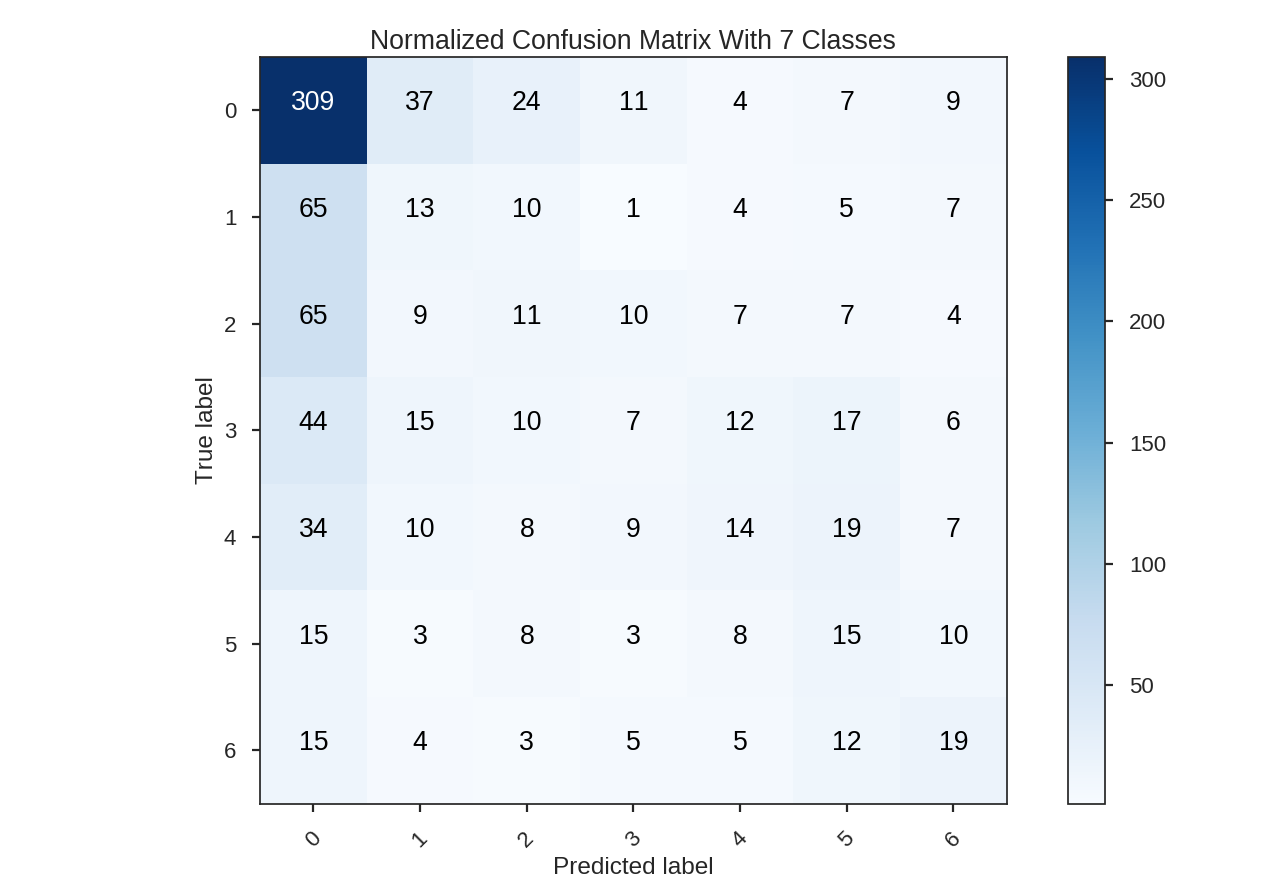 Normalized Confusion Matrix With 7 Classes
0 309 37 24 11 4 7 9
1 65 13 10 1 4 5 7
2 65 9 11 10 7 7 4
3 44 15 10 7 12 17 6
4 34 10 8 9 14 19 7
5 15 3 8 3 8 15 10
6 15 4 3 5 5 12 19
0 1 2 3 4 5 6
True label
Predicted label
300
250
200
150
100
50